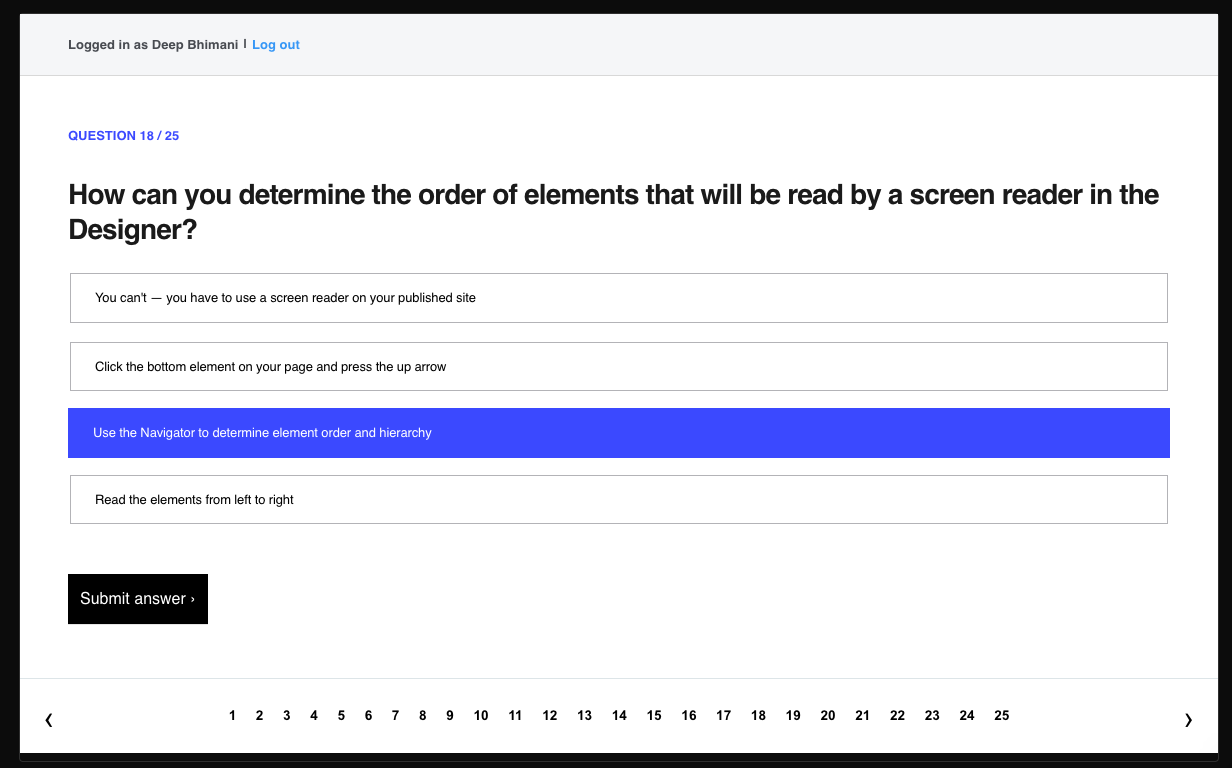 Logged in as Deep Bhimani | Log out
QUESTION 18 / 25
How can you determine the order of elements that will be read by a screen reader in the
Designer?
You can't — you have to use a screen reader on your published site
Click the bottom element on your page and press the up arrow
Use the Navigator to determine element order and hierarchy
Read the elements from left to right
Submit answer ›
‹ 1 2 3 4 5 6 7 8 9 10 11 12 13 14 15 16 17 18 19 20 21 22 23 24 25 ›